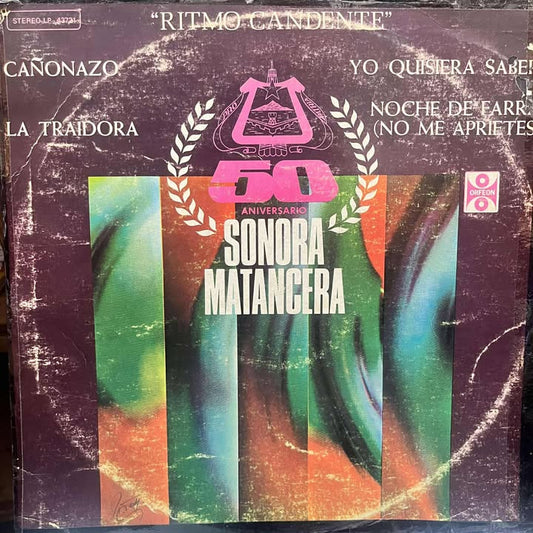 STEREO LP
"RITMO CANDENTE"
CAÑONAZO
YO QUISIERA SABE
NOCHE DE FARR
LA TRAIDORA
(NO ME APRIETES
50
ANIVERSARIO
ORFEON
SONORA
MATANCERA